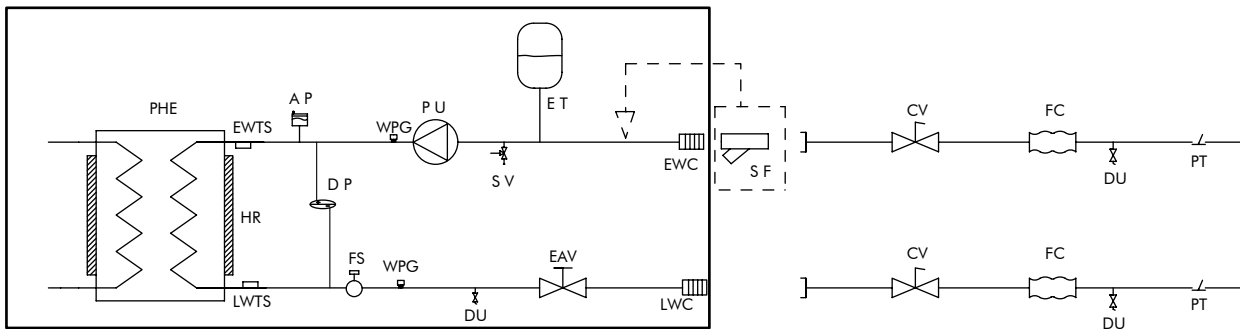 PHE
A P
P U
E T
CV
FC
EWTS
WPG
EWC
S V
S F
DU
PT
D P
HR
FS
WPG
EAV
CV
FC
LWTS
DU
LWC
DU
PT